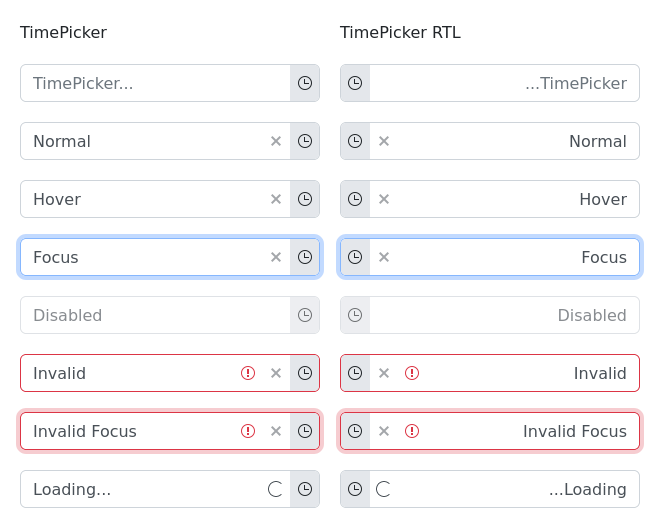 TimePicker
TimePicker...
Normal
Hover
Focus
Disabled
Invalid
Invalid Focus
Loading...
TimePicker RTL
...TimePicker
Normal
Hover
Focus
Disabled
Invalid
Invalid Focus
...Loading